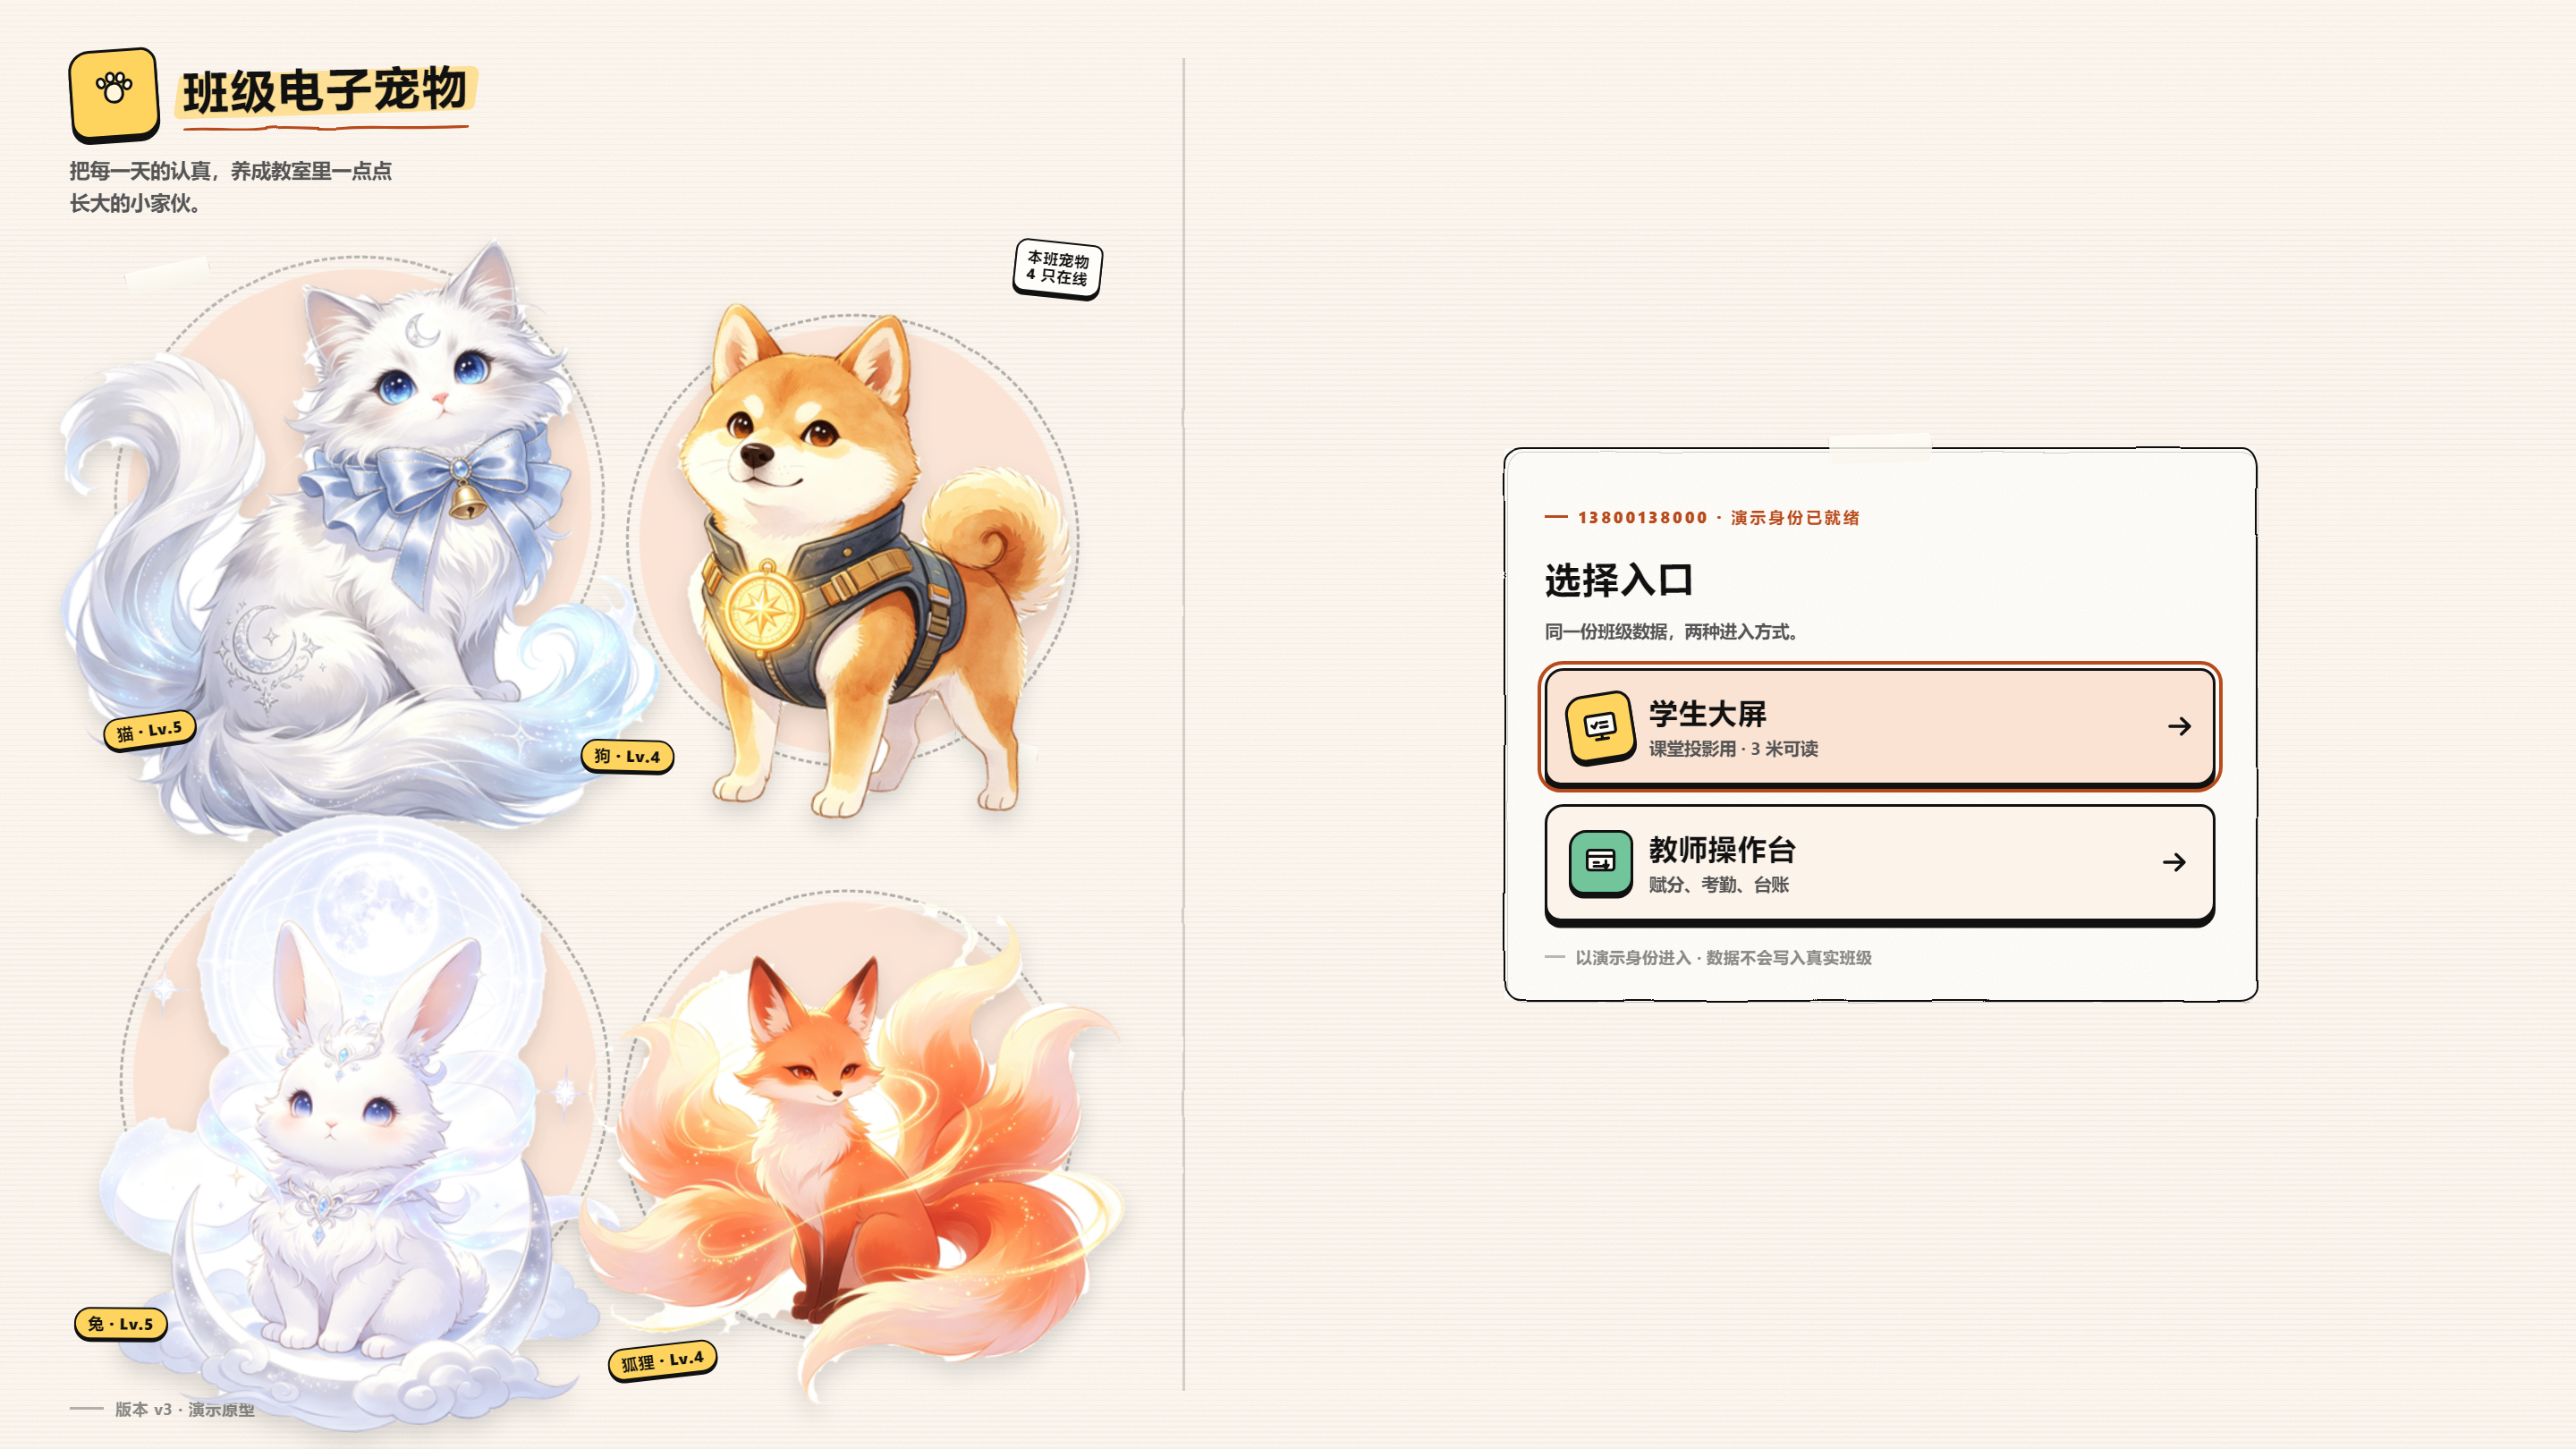 班级电子宠物
把每一天的认真，养成教室里一点点
长大的小家伙。
本班宠物
4 只在线
猫 · Lv.5
狗 · Lv.4
兔 · Lv.5
狐狸 · Lv.4
版本 v3 · 演示原型
13800138000 · 演示身份已就绪
选择入口
同一份班级数据，两种进入方式。
学生大屏
课堂投影用 · 3 米可读
教师操作台
赋分、考勤、台账
以演示身份进入 · 数据不会写入真实班级